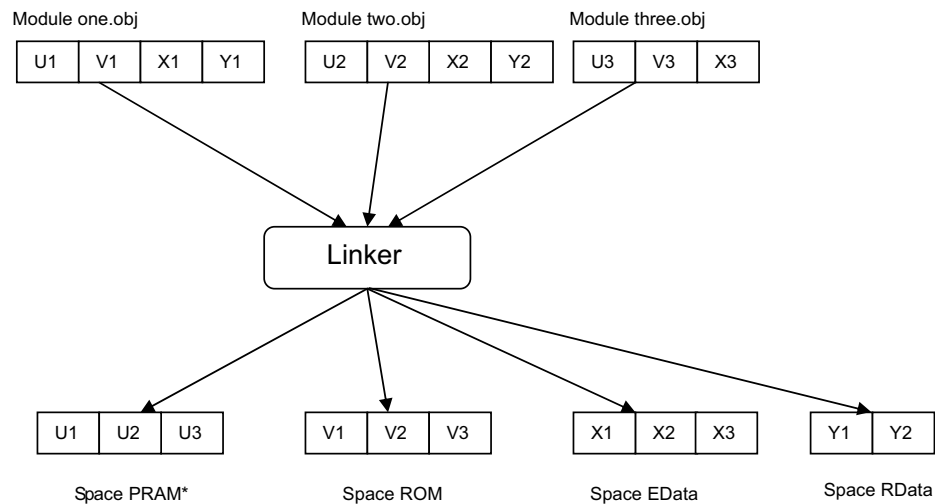 Module one.obj Module two.obj Module three.obj
U1 V1 X1 Y1 U2 V2 X2 Y2 U3 V3 X3
Linker
U1 U2 U3 V1 V2 V3 X1 X2 X3 Y1 Y2
Space PRAM* Space ROM Space EData Space RData